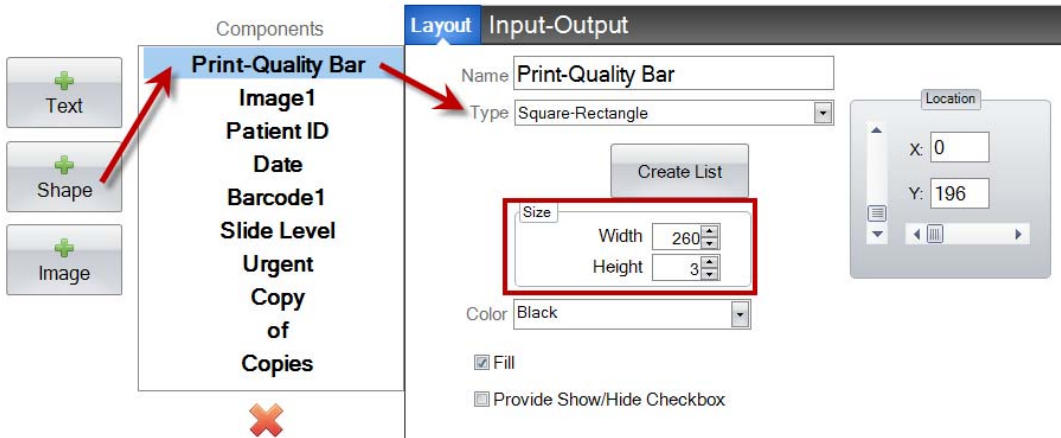 Components
Text
Shape
Image
Print-Quality Bar
Image1
Patient ID
Date
Barcode1
Slide Level
Urgent
Copy
of
Copies
Layout Input-Output
Name Print-Quality Bar
Type Square-Rectangle
Create List
Size
Width 260
Height 3
Color Black
Fill
Provide Show/Hide Checkbox
Location
X: 0
Y: 196